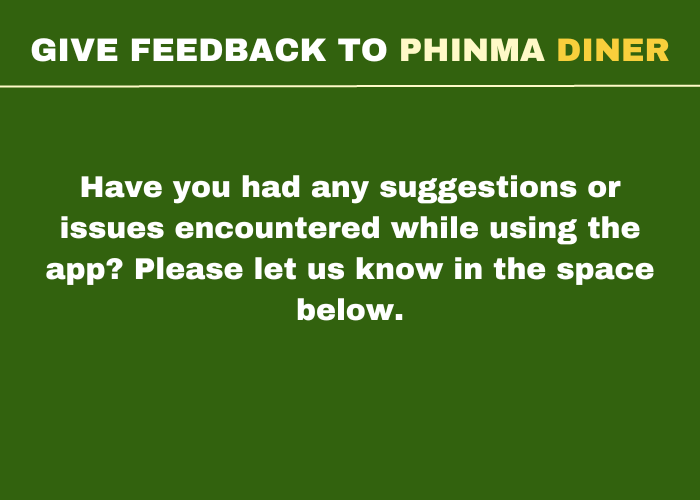 GIVE FEEDBACK TO PHINMA DINER
Have you had any suggestions or
issues encountered while using the
app? Please let us know in the space
below.